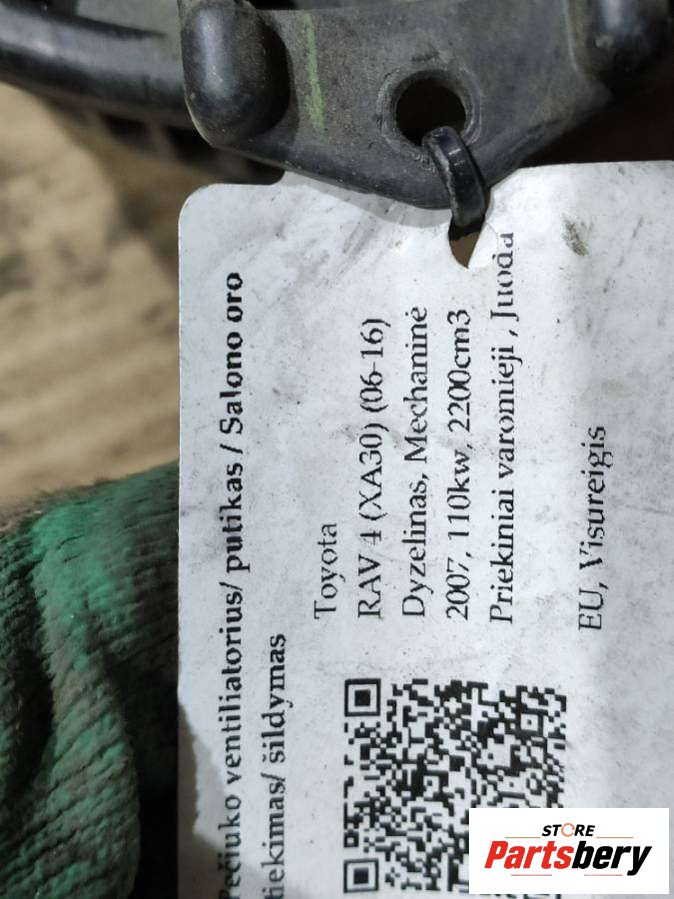 Pečiuko ventiliatorius/ putikas / Salono oro
tiekimas/ šildymas
Toyota
RAV 4 (XA30) (06-16)
Dyzelinas, Mechaninė
2007, 110kw, 2200cm3
Priekiniai varomieji , Juoda
EU, Visureigis
STORE
Partsbery